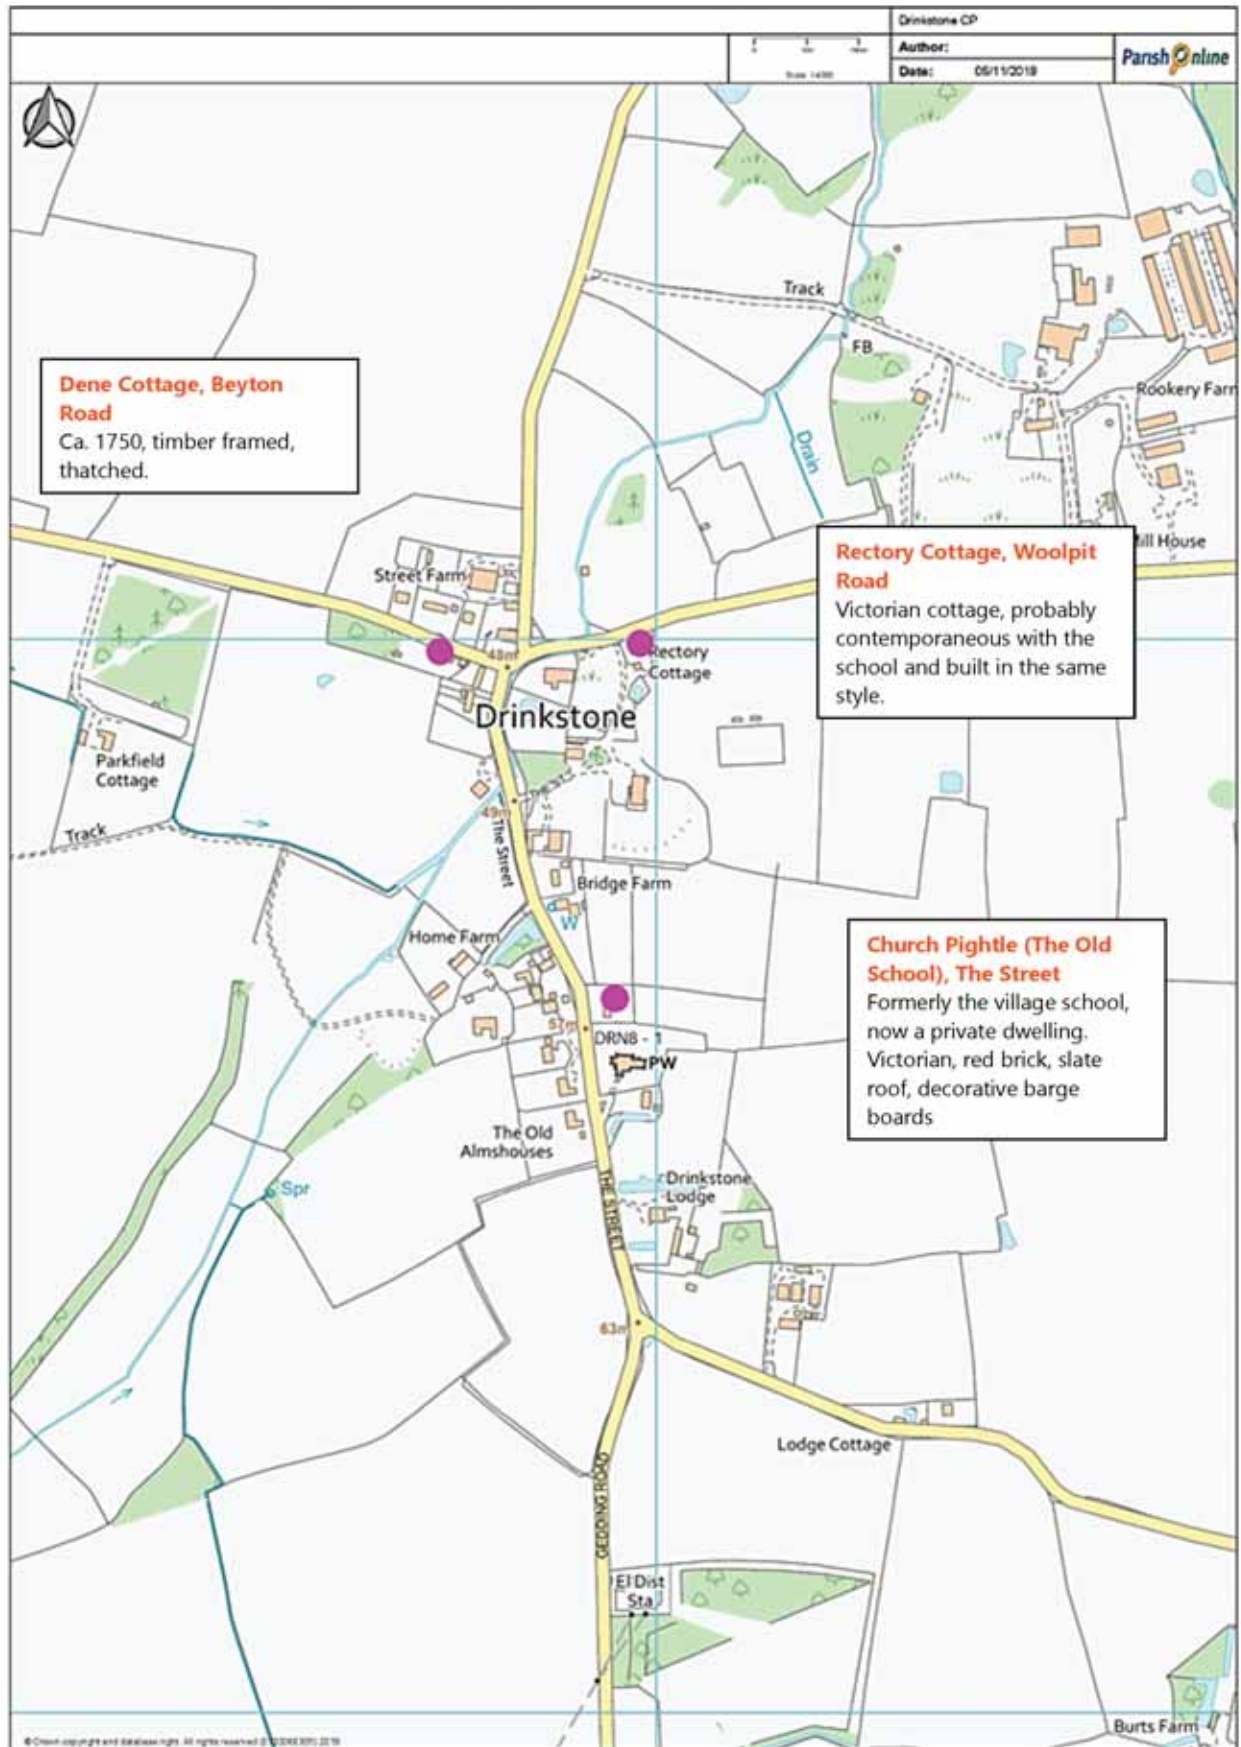 Drinkstone CP
Author:
Date: 05/11/2019
Parish Online
Track
FB
Rookery Farm
Drain
Dene Cottage, Beyton
Road
Ca. 1750, timber framed,
thatched.
Rectory Cottage, Woolpit
Road
Victorian cottage, probably
contemporaneous with the
school and built in the same
style.
ill House
Street Farm
48m
Rectory
Cottage
Drinkstone
Parkfield
Cottage
Track
49m
The Street
Bridge Farm
W
Home Farm
Church Pightle (The Old
School), The Street
Formerly the village school,
now a private dwelling.
Victorian, red brick, slate
roof, decorative barge
boards
57m
DRN8 - 1
PW
The Old
Almshouses
Spr
THE STREET
Drinkstone
Lodge
63m
Lodge Cottage
GEDDING ROAD
El Dist
Sta
Burts Farm